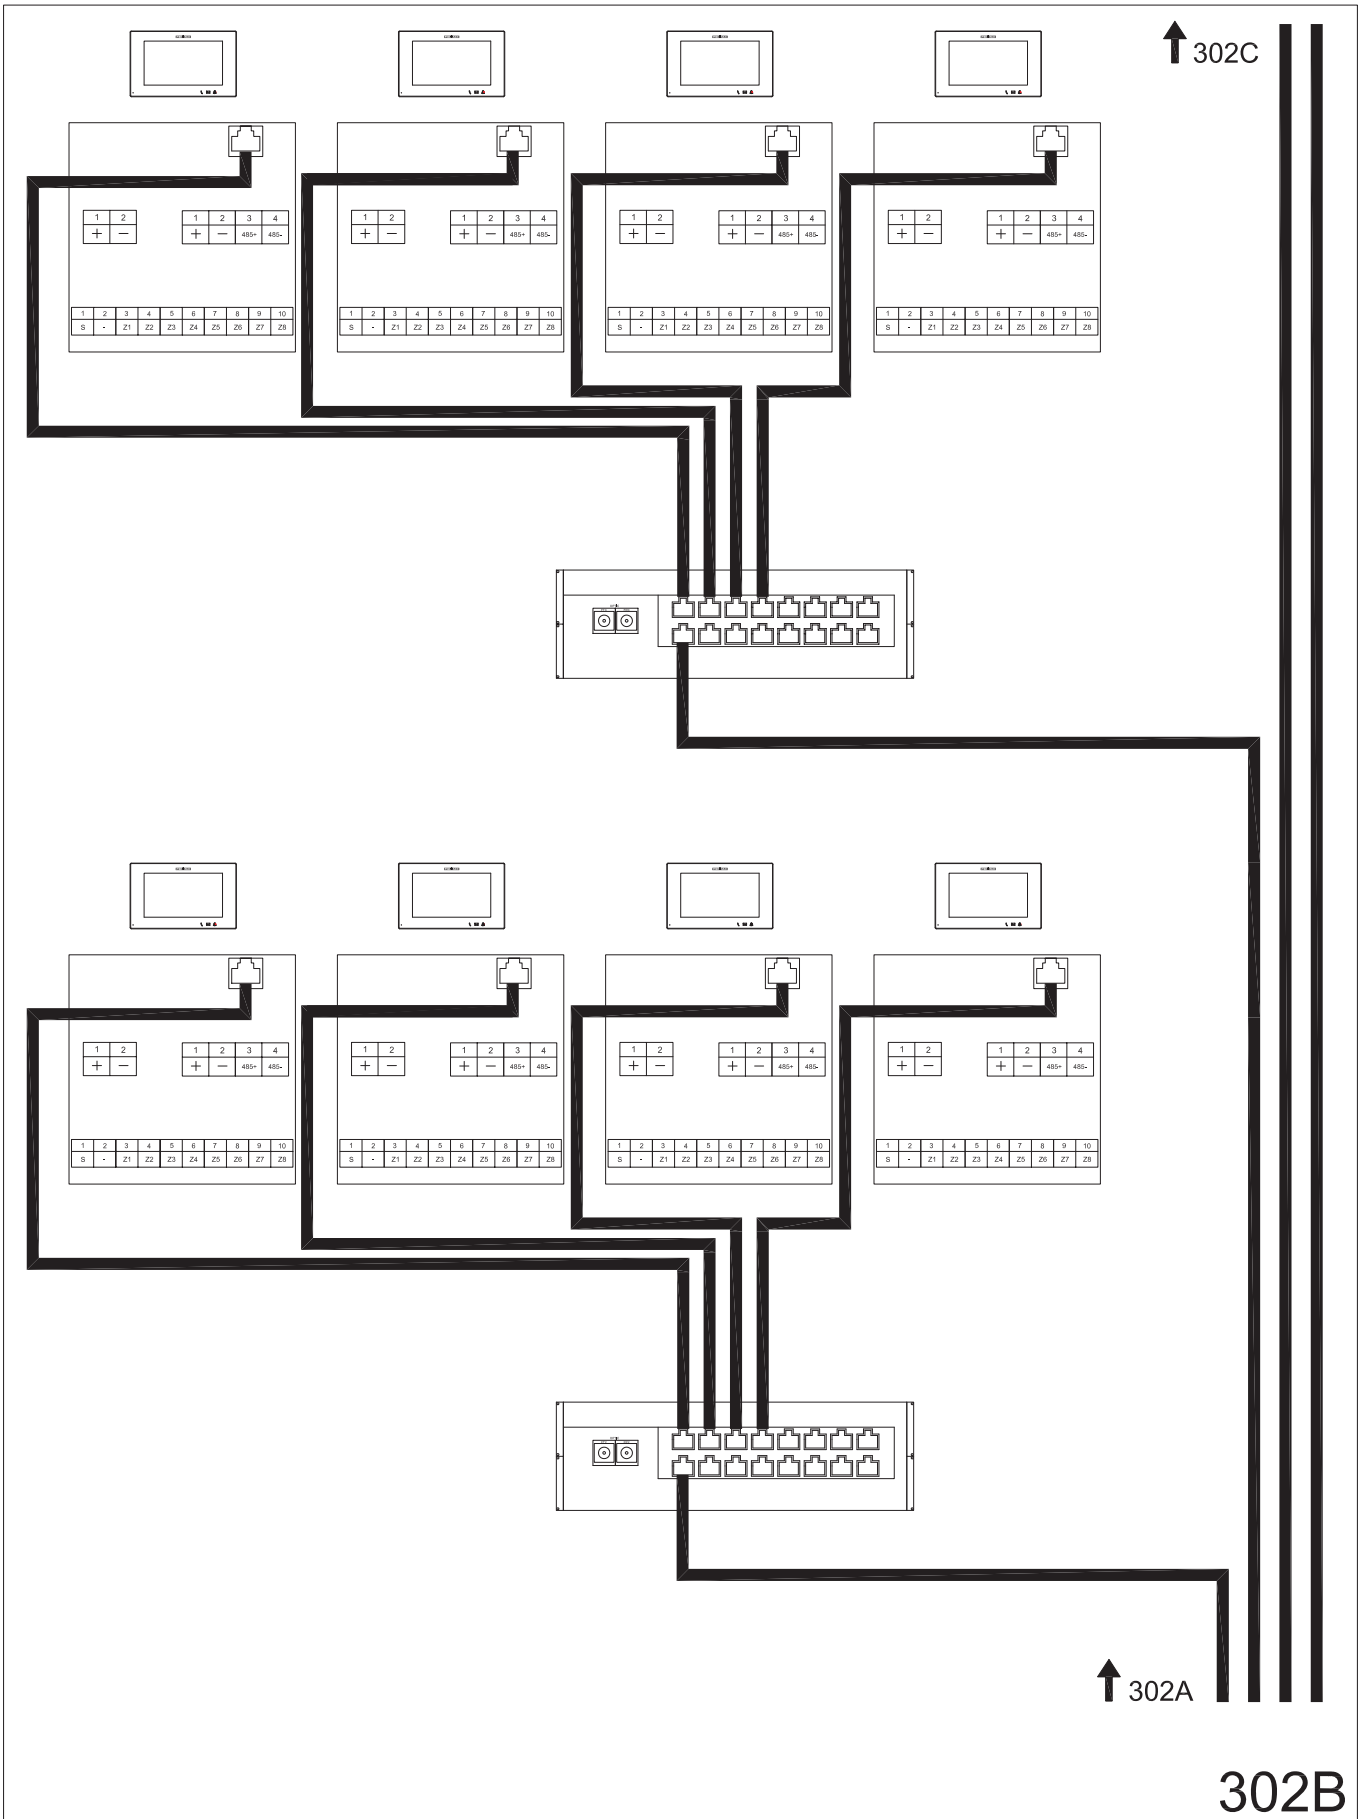 302C
1 2 1 2 3 4 1 2 1 2 3 4 1 2 1 2 3 4 1 2 1 2 3 4
+ − + − 485+ 485- + − + − 485+ 485- + − + − 485+ 485- + − + − 485+ 485-
1 2 3 4 5 6 7 8 9 10 1 2 3 4 5 6 7 8 9 10 1 2 3 4 5 6 7 8 9 10 1 2 3 4 5 6 7 8 9 10
S - Z1 Z2 Z3 Z4 Z5 Z6 Z7 Z8 S - Z1 Z2 Z3 Z4 Z5 Z6 Z7 Z8 S - Z1 Z2 Z3 Z4 Z5 Z6 Z7 Z8 S - Z1 Z2 Z3 Z4 Z5 Z6 Z7 Z8
1 2 1 2 3 4 1 2 1 2 3 4 1 2 1 2 3 4 1 2 1 2 3 4
+ − + − 485+ 485- + − + − 485+ 485- + − + − 485+ 485- + − + − 485+ 485-
1 2 3 4 5 6 7 8 9 10 1 2 3 4 5 6 7 8 9 10 1 2 3 4 5 6 7 8 9 10 1 2 3 4 5 6 7 8 9 10
S - Z1 Z2 Z3 Z4 Z5 Z6 Z7 Z8 S - Z1 Z2 Z3 Z4 Z5 Z6 Z7 Z8 S - Z1 Z2 Z3 Z4 Z5 Z6 Z7 Z8 S - Z1 Z2 Z3 Z4 Z5 Z6 Z7 Z8
302A
302B